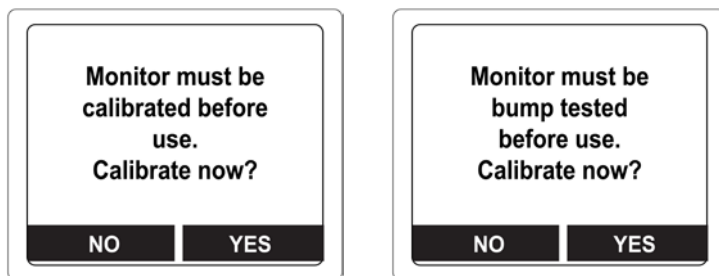 Monitor must be
calibrated before
use.
Calibrate now?
NO YES
Monitor must be
bump tested
before use.
Calibrate now?
NO YES